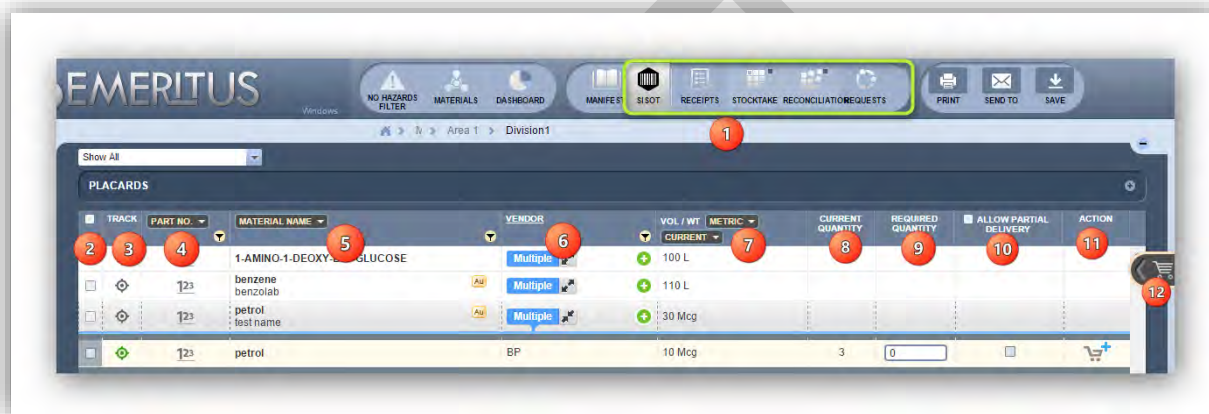 EMERITUS
Windows
NO HAZARDS FILTER
MATERIALS
DASHBOARD
MANIFEST
SISOT
RECEIPTS
STOCKTAKE
RECONCILIATION
REQUESTS
PRINT
SEND TO
SAVE
1
Area 1 > Division1
Show All
PLACARDS
TRACK PART NO. MATERIAL NAME VENDOR VOL / WT METRIC CURRENT QUANTITY REQUIRED QUANTITY ALLOW PARTIAL DELIVERY ACTION
CURRENT
2 3 4 5 6 7 8 9 10 11
12
1-AMINO-1-DEOXY- GLUCOSE Multiple 100 L
123 benzene Au Multiple 110 L
benzolab
123 petrol Au Multiple 30 Mcg
test name
123 petrol BP 10 Mcg 3 0